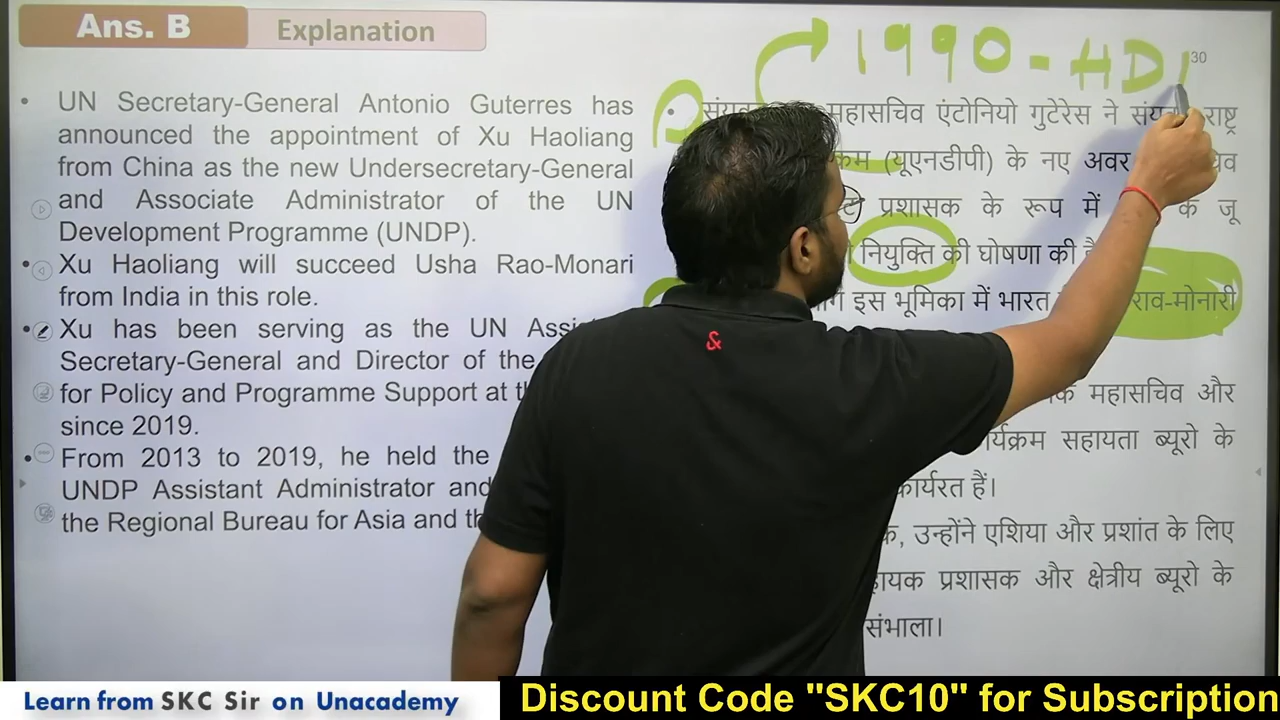 Ans. B
Explanation
1990 - HDI
30
• UN Secretary-General Antonio Guterres has
announced the appointment of Xu Haoliang
from China as the new Undersecretary-General
and Associate Administrator of the UN
Development Programme (UNDP).
• Xu Haoliang will succeed Usha Rao-Monari
from India in this role.
• Xu has been serving as the UN
Secretary-General and Director of the
for Policy and Programme Support at
since 2019.
• From 2013 to 2019, he held the
UNDP Assistant Administrator and
the Regional Bureau for Asia and
महासचिव एंटोनियो गुटेरेस ने
(यूएनडीपी) के नए अवर
प्रशासक के रूप में जू
नियुक्ति की घोषणा की
इस भूमिका में भारत राव-मोनारी
महासचिव और
सहायता ब्यूरो के
कार्यरत हैं।
उन्होंने एशिया और प्रशांत के लिए
प्रशासक और क्षेत्रीय ब्यूरो के
संभाला।
&
Learn from SKC Sir on Unacademy
Discount Code "SKC10" for Subscription